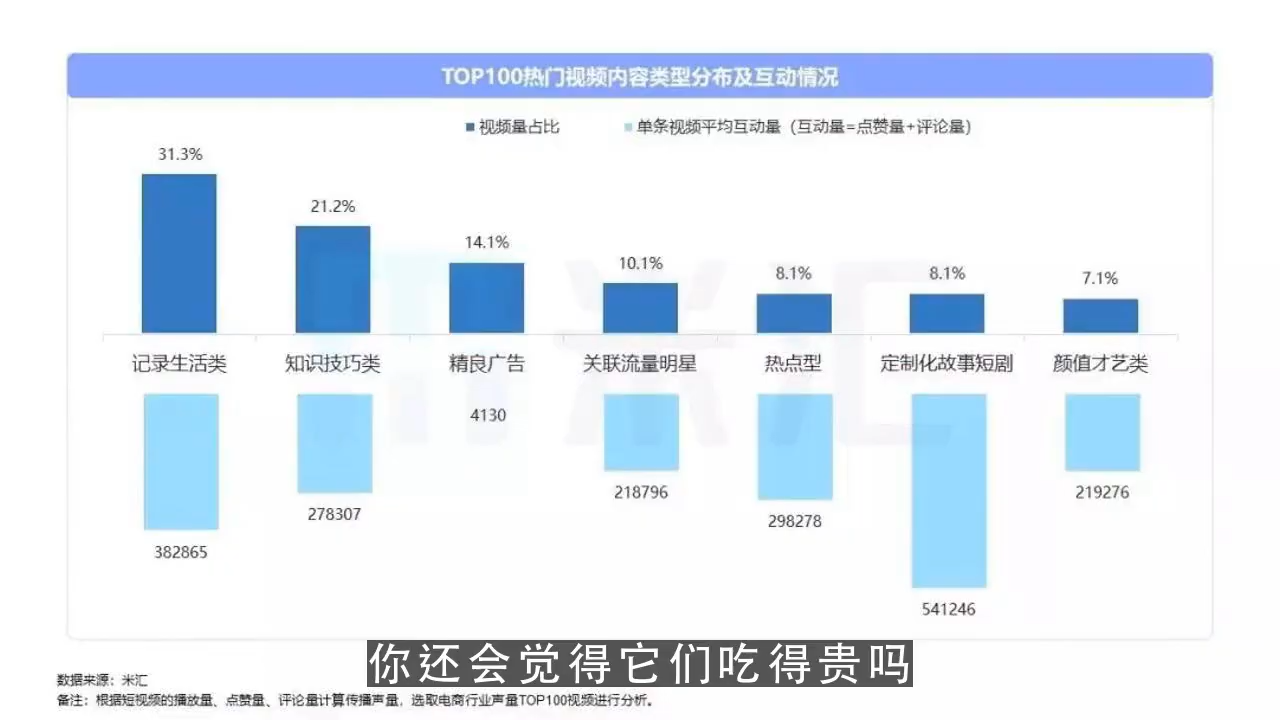 TOP100热门视频内容类型分布及互动情况
视频量占比 单条视频平均互动量（互动量=点赞量+评论量）
31.3% 21.2% 14.1% 10.1% 8.1% 8.1% 7.1%
记录生活类 知识技巧类 精良广告 关联流量明星 热点型 定制化故事短剧 颜值才艺类
382865 278307 4130 218796 298278 541246 219276
米汇
你还会觉得它们吃得贵吗
数据来源：米汇
备注：根据短视频的播放量、点赞量、评论量计算传播声量，选取电商行业声量TOP100视频进行分析。